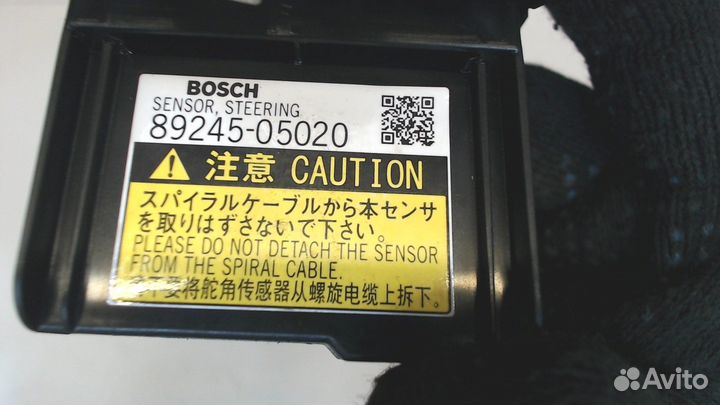 BOSCH
SENSOR, STEERING
89245-05020
注意 CAUTION
スパイラルケーブルから本センサ
を取りはずさないで下さい。
PLEASE DO NOT DETACH THE SENSOR
FROM THE SPIRAL CABLE.
不要将舵角传感器从螺旋电缆上拆下。
Avito